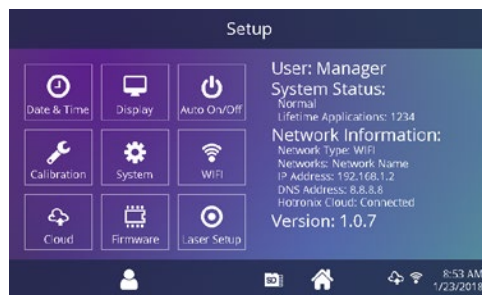 Setup
Date & Time
Display
Auto On/Off
Calibration
System
WIFI
Cloud
Firmware
Laser Setup
User: Manager
System Status:
Normal
Lifetime Applications: 1234
Network Information:
Network Type: WIFI
Networks: Network Name
IP Address: 192.168.1.2
DNS Address: 8.8.8.8
Hotronix Cloud: Connected
Version: 1.0.7
SD
8:53 AM
1/23/2018